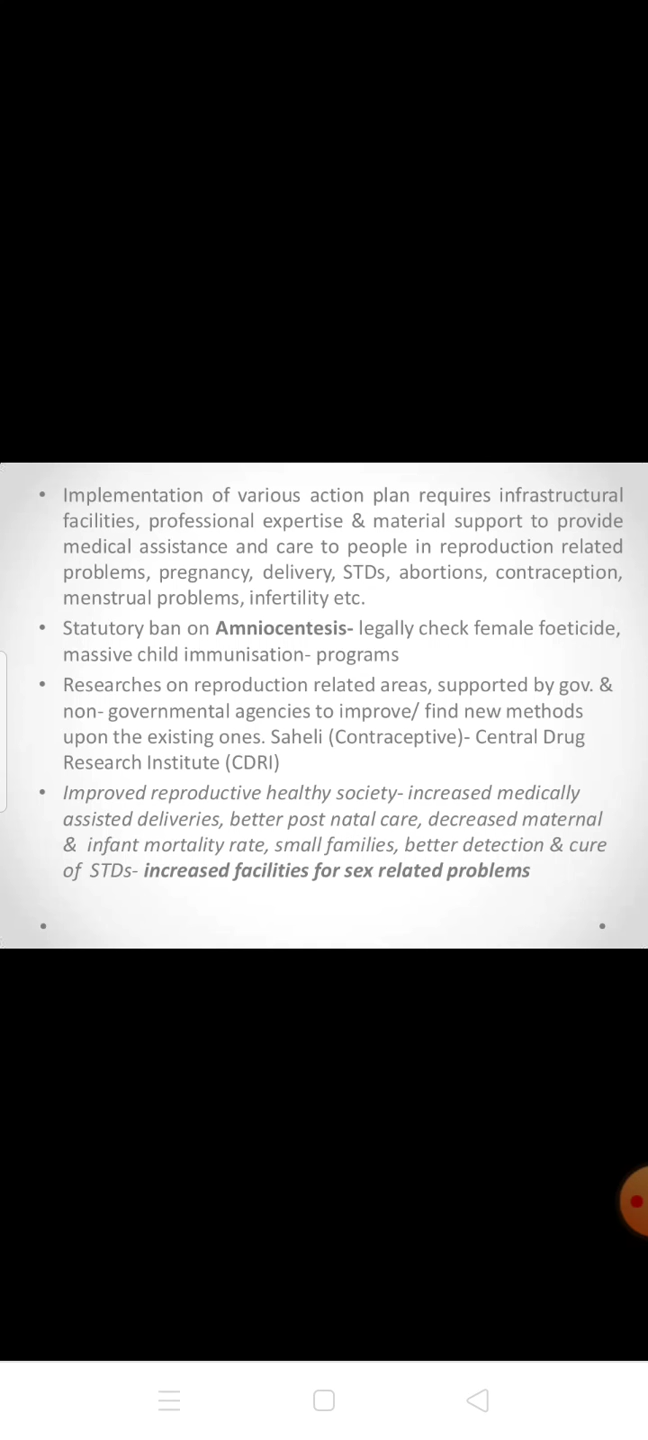 • Implementation of various action plan requires infrastructural
facilities, professional expertise & material support to provide
medical assistance and care to people in reproduction related
problems, pregnancy, delivery, STDs, abortions, contraception,
menstrual problems, infertility etc.
• Statutory ban on Amniocentesis- legally check female foeticide,
massive child immunisation- programs
• Researches on reproduction related areas, supported by gov. &
non- governmental agencies to improve/ find new methods
upon the existing ones. Saheli (Contraceptive)- Central Drug
Research Institute (CDRI)
• Improved reproductive healthy society- increased medically
assisted deliveries, better post natal care, decreased maternal
& infant mortality rate, small families, better detection & cure
of STDs- increased facilities for sex related problems